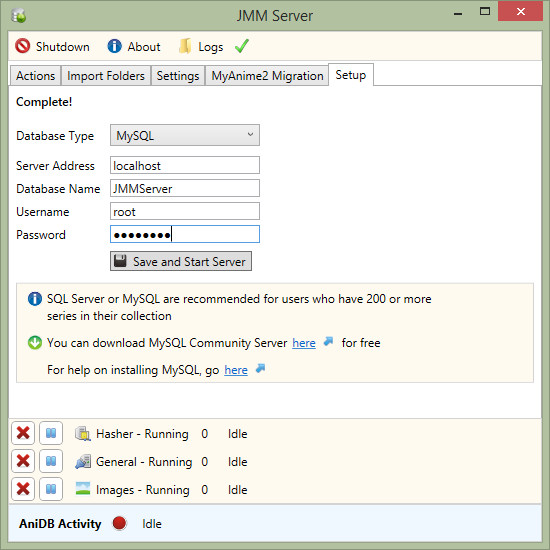 JMM Server
Shutdown About Logs
Actions Import Folders Settings MyAnime2 Migration Setup
Complete!
Database Type MySQL
Server Address localhost
Database Name JMMServer
Username root
Password ●●●●●●●●
Save and Start Server
SQL Server or MySQL are recommended for users who have 200 or more
series in their collection
You can download MySQL Community Server here for free
For help on installing MySQL, go here
Hasher - Running 0 Idle
General - Running 0 Idle
Images - Running 0 Idle
AniDB Activity Idle